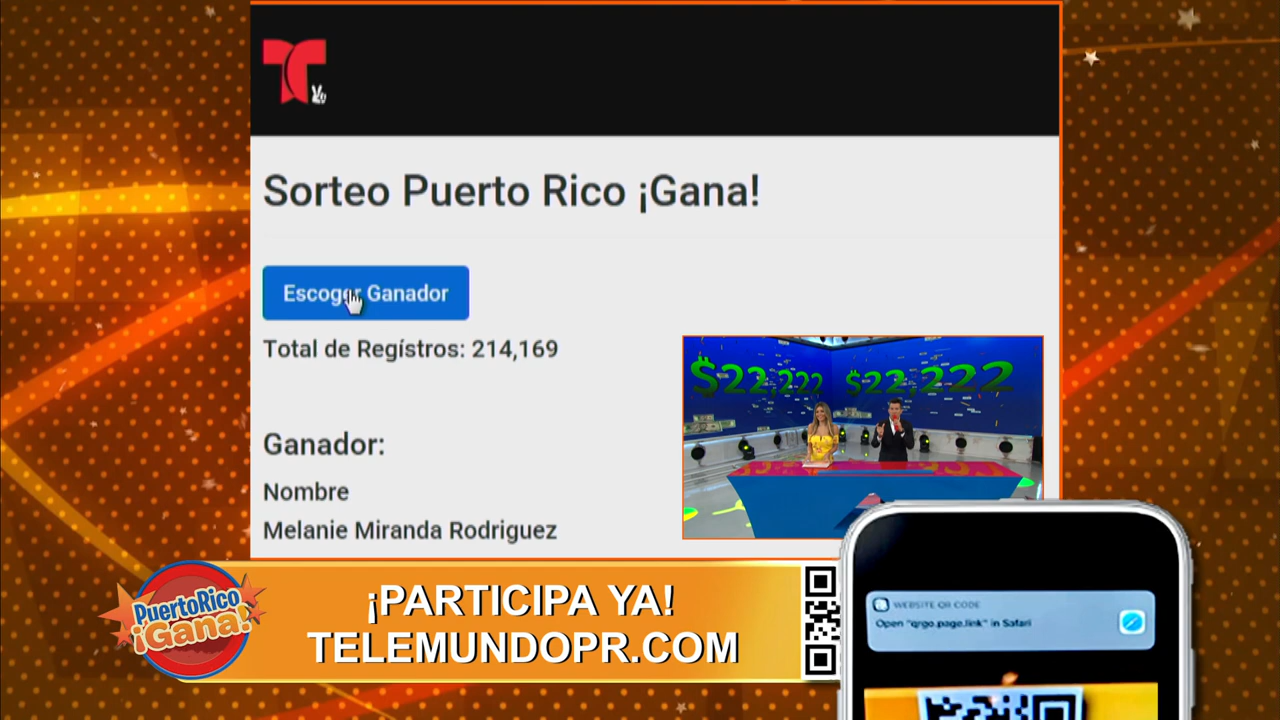 Sorteo Puerto Rico ¡Gana!
Escoger Ganador
Total de Regístros: 214,169
Ganador:
Nombre
Melanie Miranda Rodriguez
$22,222 $22,222
PuertoRico
¡Gana!
¡PARTICIPA YA!
TELEMUNDOPR.COM
WEBSITE QR CODE
Open "qrgo.page.link" in Safari